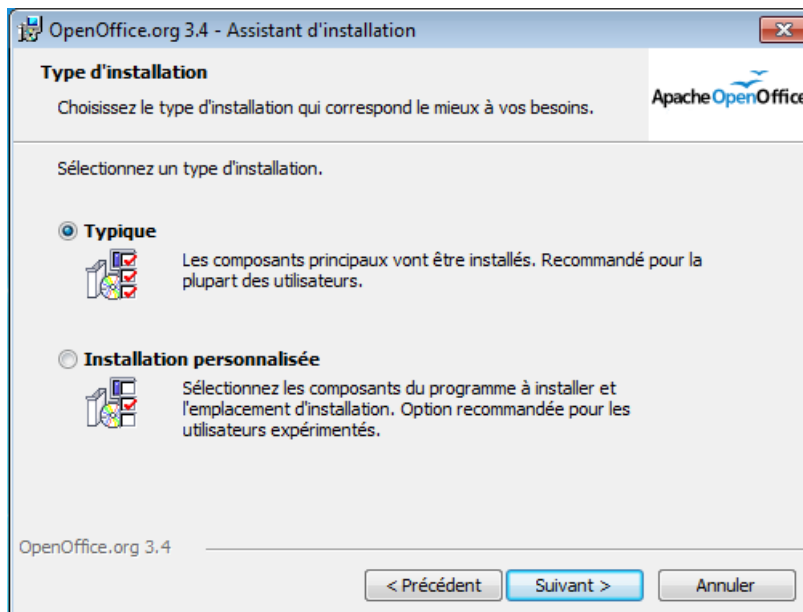 OpenOffice.org 3.4 - Assistant d'installation
Type d'installation
Choisissez le type d'installation qui correspond le mieux à vos besoins.
Apache OpenOffice
Sélectionnez un type d'installation.
Typique
Les composants principaux vont être installés. Recommandé pour la
plupart des utilisateurs.
Installation personnalisée
Sélectionnez les composants du programme à installer et
l'emplacement d'installation. Option recommandée pour les
utilisateurs expérimentés.
OpenOffice.org 3.4
< Précédent
Suivant >
Annuler